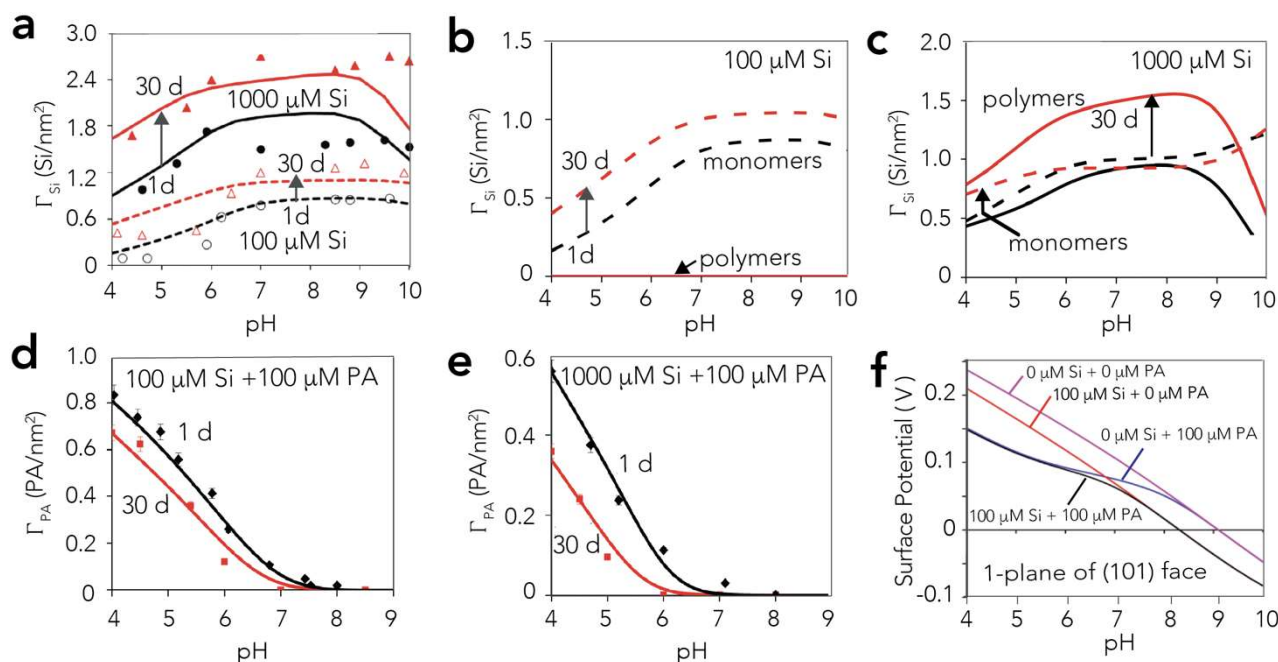 a
Γ_Si (Si/nm²)
3.0
2.4
1.8
1.2
0.6
0
30 d
1000 µM Si
1d
30 d
1d
100 µM Si
4 5 6 7 8 9 10
pH
b
Γ_Si (Si/nm²)
1.5
1.0
0.5
0
100 µM Si
30 d
monomers
1d
polymers
4 5 6 7 8 9 10
pH
c
Γ_Si (Si/nm²)
2.0
1.5
1.0
0.5
0
1000 µM Si
polymers
30 d
monomers
4 5 6 7 8 9 10
pH
d
Γ_PA (PA/nm²)
1.0
0.8
0.6
0.4
0.2
0
100 µM Si +100 µM PA
1 d
30 d
4 5 6 7 8 9
pH
e
Γ_PA (PA/nm²)
0.6
0.4
0.2
0
1000 µM Si +100 µM PA
1 d
30 d
4 5 6 7 8 9
pH
f
Surface Potential (V)
0.2
0.1
0
-0.1
0 µM Si + 0 µM PA
100 µM Si + 0 µM PA
0 µM Si + 100 µM PA
100 µM Si + 100 µM PA
1-plane of (101) face
4 5 6 7 8 9 10
pH